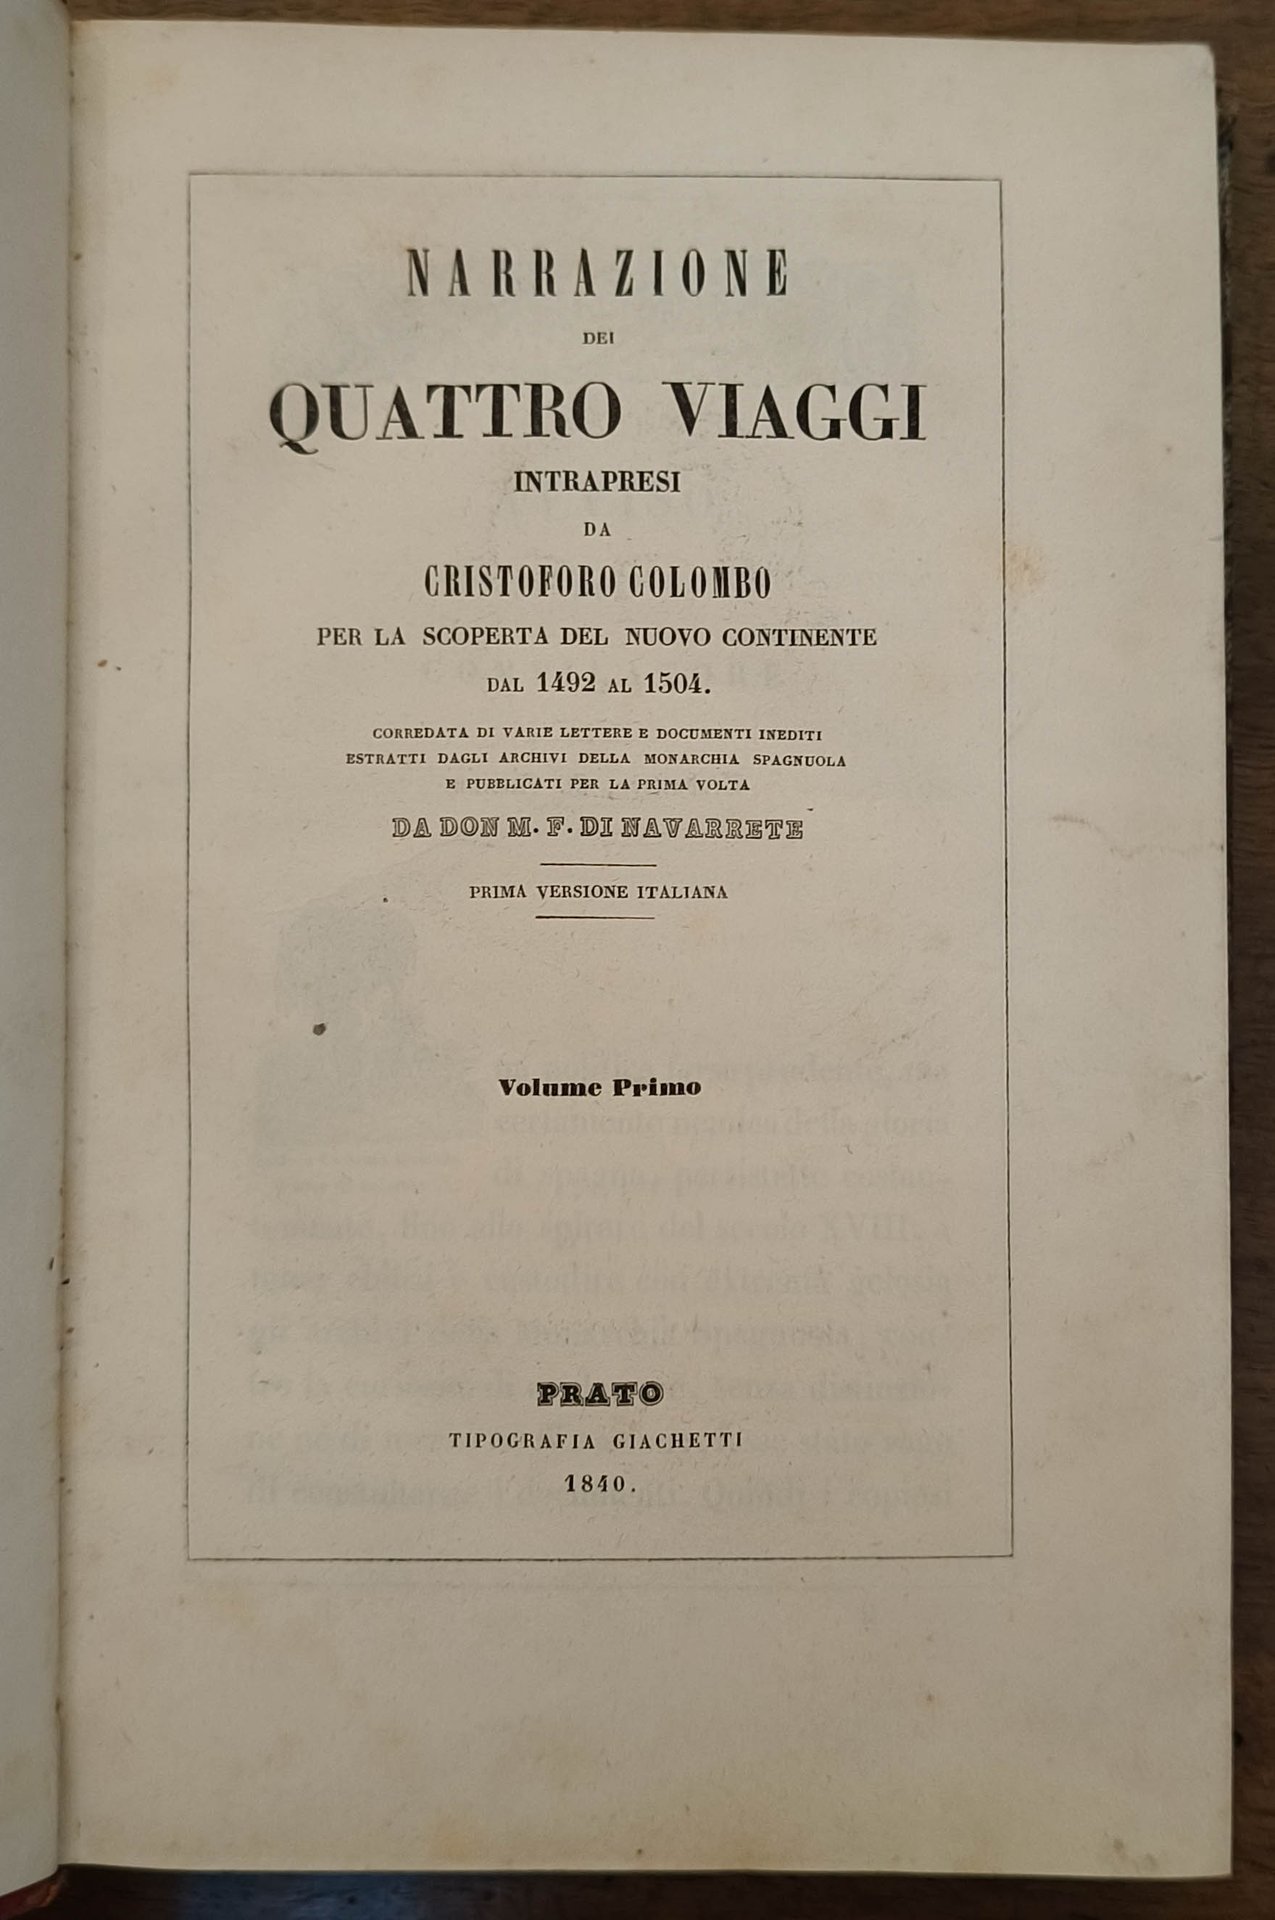 NARRAZIONE
DEI
QUATTRO VIAGGI
INTRAPRESI
DA
CRISTOFORO COLOMBO
PER LA SCOPERTA DEL NUOVO CONTINENTE
DAL 1492 AL 1504.
CORREDATA DI VARIE LETTERE E DOCUMENTI INEDITI
ESTRATTI DAGLI ARCHIVI DELLA MONARCHIA SPAGNUOLA
E PUBBLICATI PER LA PRIMA VOLTA
DA DON M. F. DI NAVARRETE
PRIMA VERSIONE ITALIANA
Volume Primo
PRATO
TIPOGRAFIA GIACHETTI
1840.